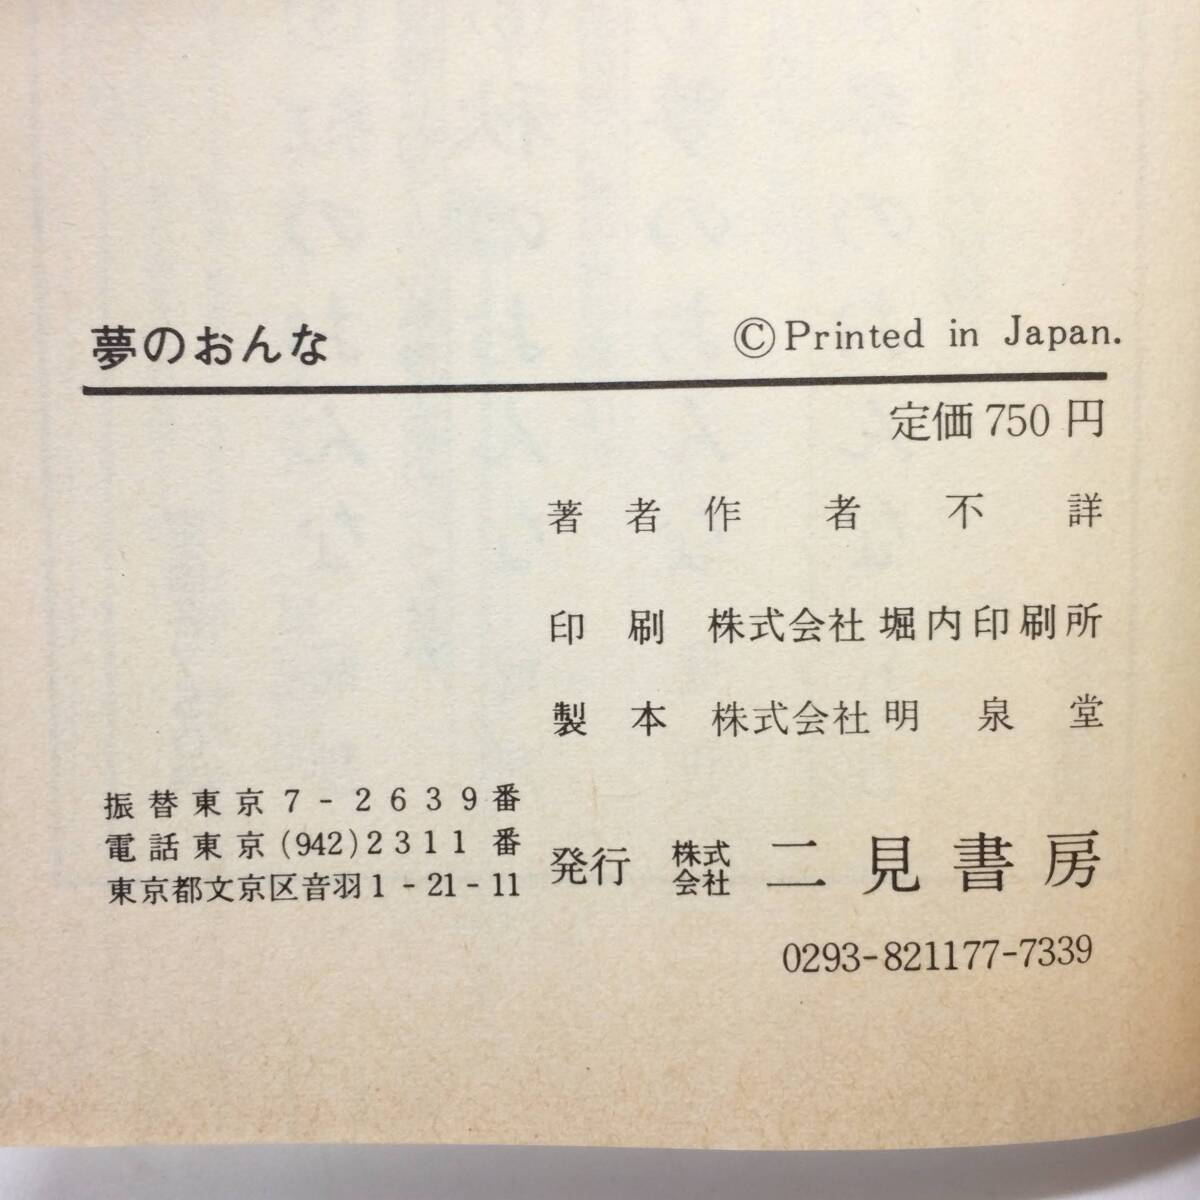 夢のおんな
©Printed in Japan.
定価750円
著者 作者不詳
印刷 株式会社 堀内印刷所
製本 株式会社 明泉堂
振替東京7-2639番
電話東京(942)2311番
東京都文京区音羽1-21-11
発行 株式会社 二見書房
0293-821177-7339